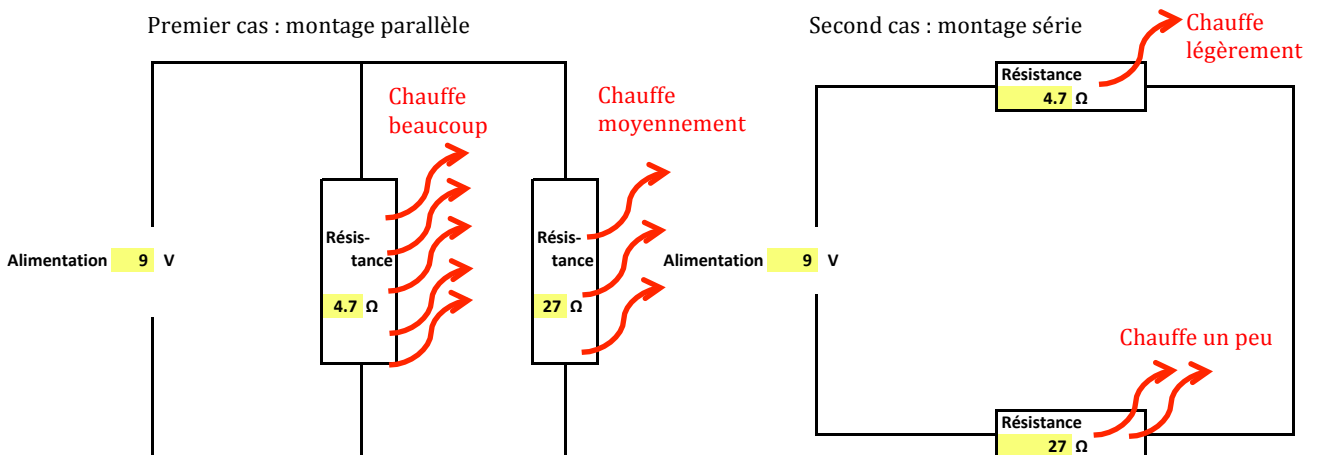 Premier cas : montage parallèle
Chauffe
beaucoup
Chauffe
moyennement
Alimentation 9 V
Résis-
tance
4.7 Ω
Résis-
tance
27 Ω
Second cas : montage série
Chauffe
légèrement
Résistance
4.7 Ω
Alimentation 9 V
Chauffe un peu
Résistance
27 Ω